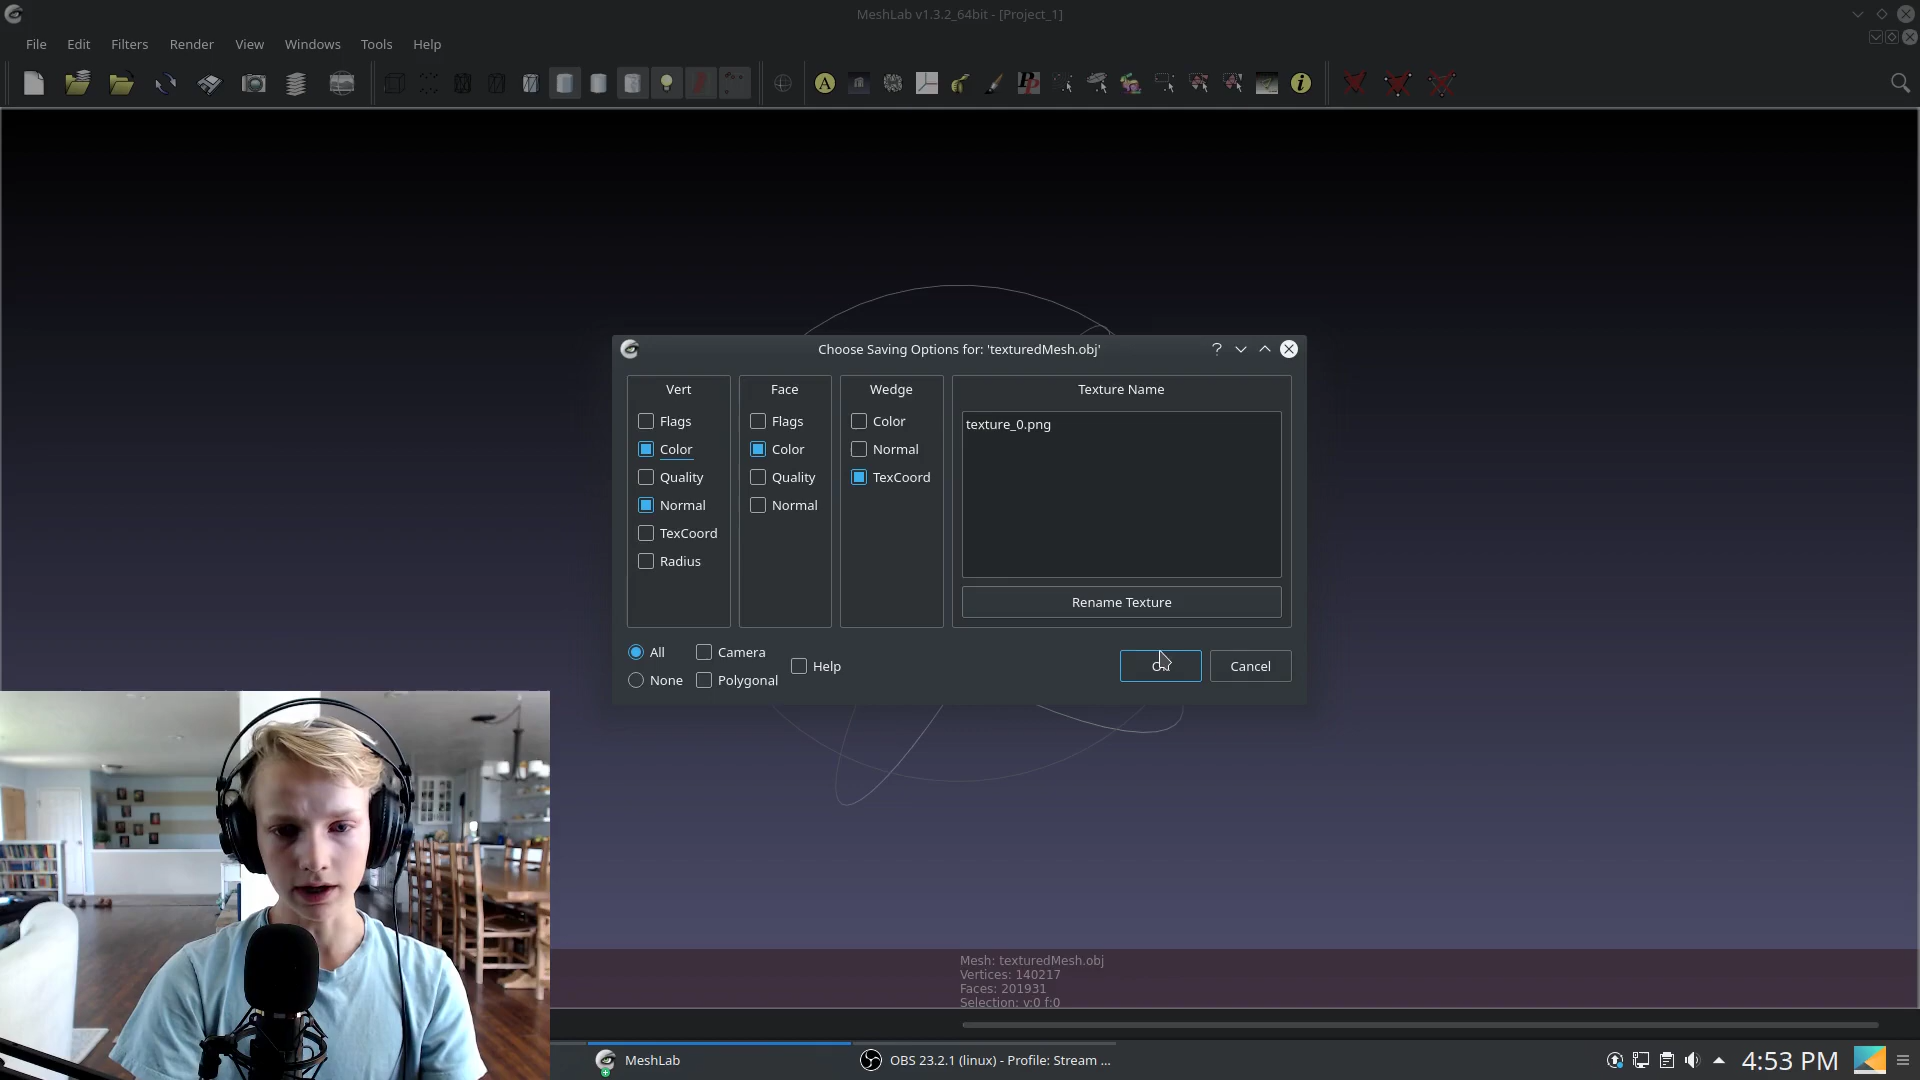 MeshLab v1.3.2_64bit - [Project_1]
File Edit Filters Render View Windows Tools Help
Choose Saving Options for: 'texturedMesh.obj'
Vert Face Wedge Texture Name
Flags Flags Color texture_0.png
Color Color Normal
Quality Quality TexCoord
Normal Normal
TexCoord
Radius
Rename Texture
All Camera
Help
Cancel
None Polygonal
Mesh: texturedMesh.obj
Vertices: 140217
Faces: 201931
Selection: v:0 f:0
MeshLab OBS 23.2.1 (linux) - Profile: Stream ... 4:53 PM